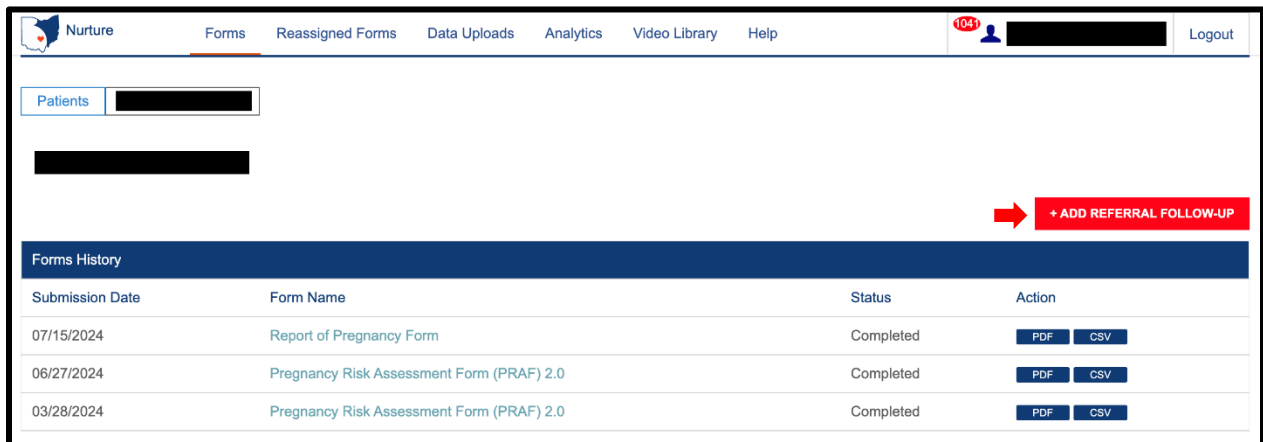 Nurture Forms Reassigned Forms Data Uploads Analytics Video Library Help 1041 Logout
Patients
+ ADD REFERRAL FOLLOW-UP
Forms History
Submission Date Form Name Status Action
07/15/2024 Report of Pregnancy Form Completed PDF CSV
06/27/2024 Pregnancy Risk Assessment Form (PRAF) 2.0 Completed PDF CSV
03/28/2024 Pregnancy Risk Assessment Form (PRAF) 2.0 Completed PDF CSV